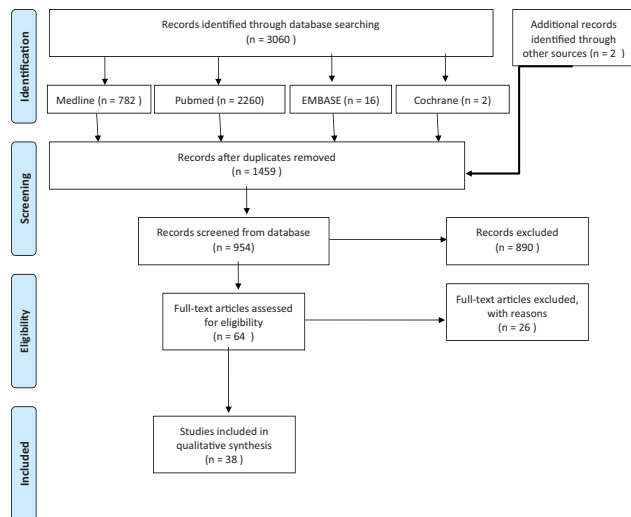 Identification
Records identified through database searching
(n = 3060)
Additional records
identified through
other sources (n = 2 )
Medline (n = 782 )
Pubmed (n = 2260)
EMBASE (n = 16)
Cochrane (n = 2)
Screening
Records after duplicates removed
(n = 1459 )
Records screened from database
(n = 954)
Records excluded
(n = 890 )
Eligibility
Full-text articles assessed
for eligibility
(n = 64 )
Full-text articles excluded,
with reasons
(n = 26 )
Included
Studies included in
qualitative synthesis
(n = 38 )